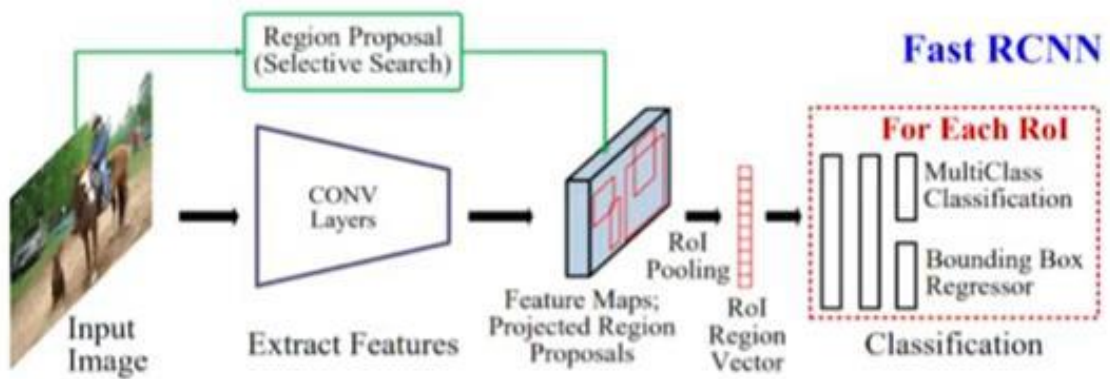 Region Proposal
(Selective Search)
Fast RCNN
For Each RoI
MultiClass
Classification
CONV
Layers
RoI
Pooling
Bounding Box
Regressor
Input
Image
Extract Features
Feature Maps;
Projected Region
Proposals
RoI
Region
Vector
Classification